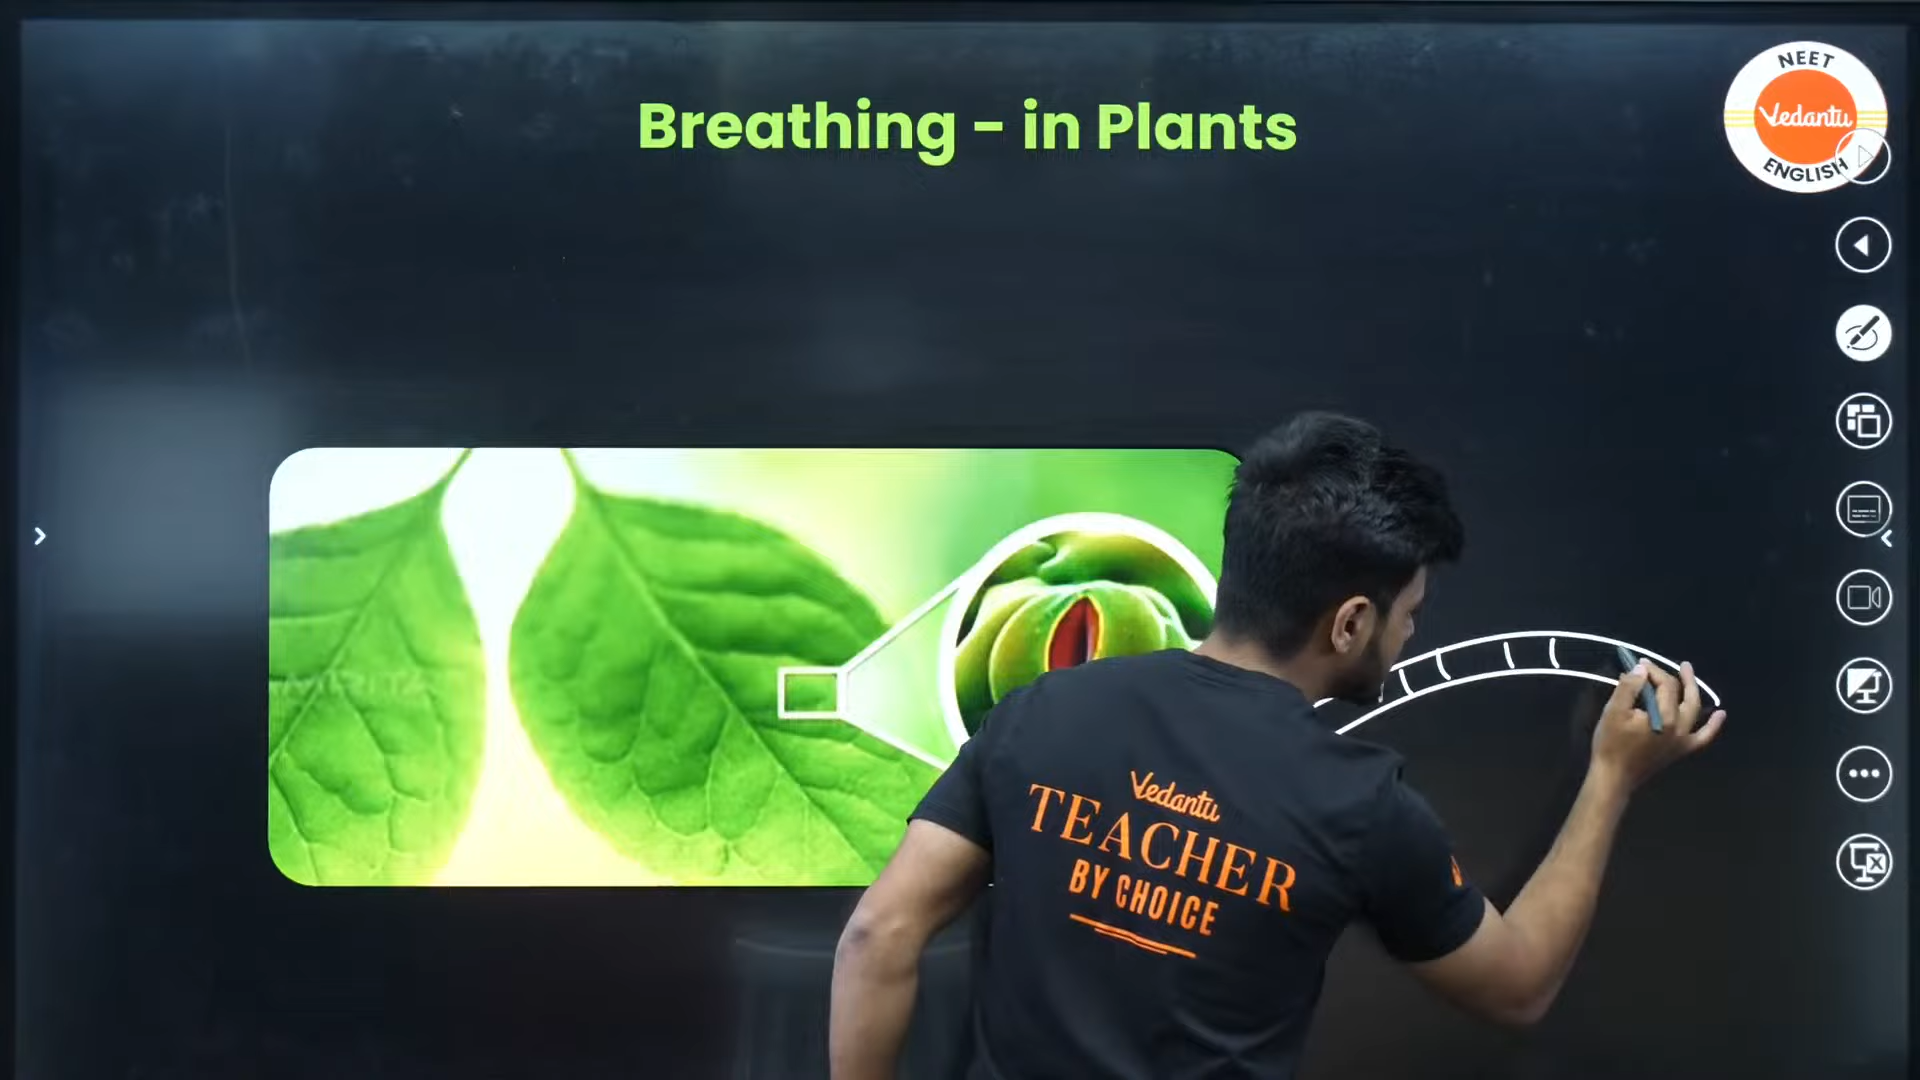 Breathing - in Plants
NEET
Vedantu
ENGLISH
Vedantu
TEACHER
BY CHOICE